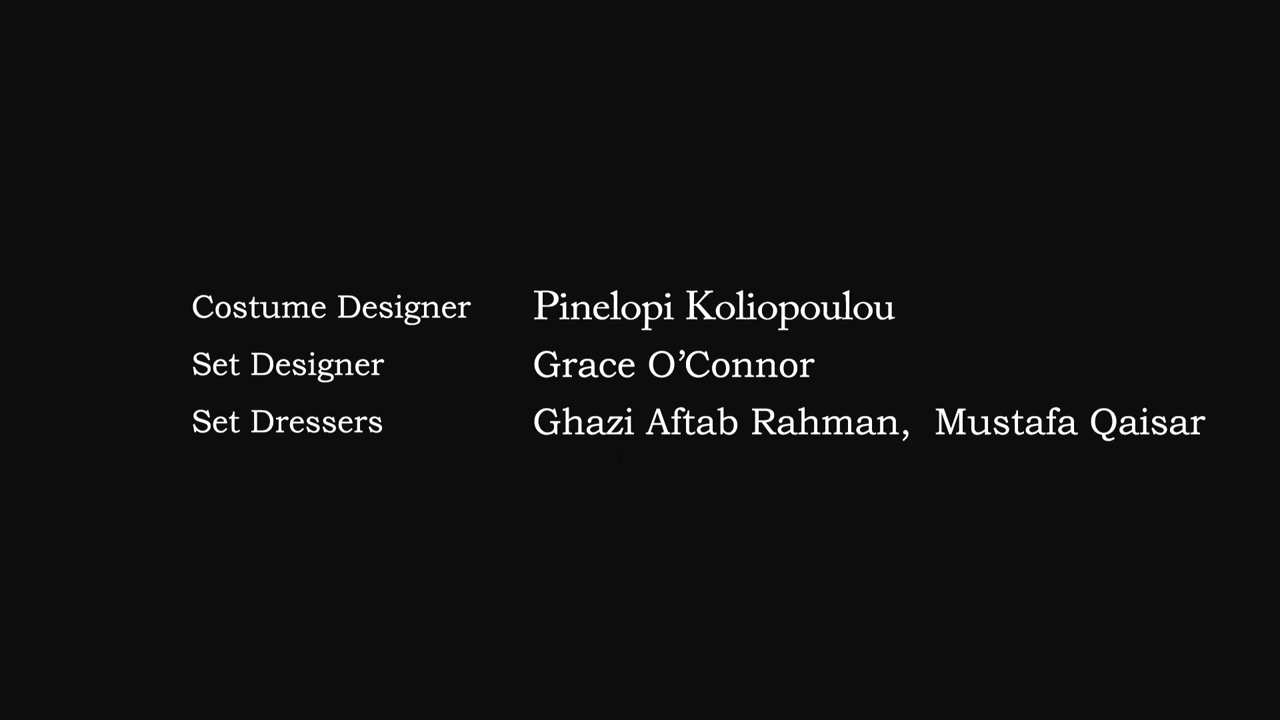 Costume Designer Pinelopi Koliopoulou
Set Designer Grace O’Connor
Set Dressers Ghazi Aftab Rahman, Mustafa Qaisar